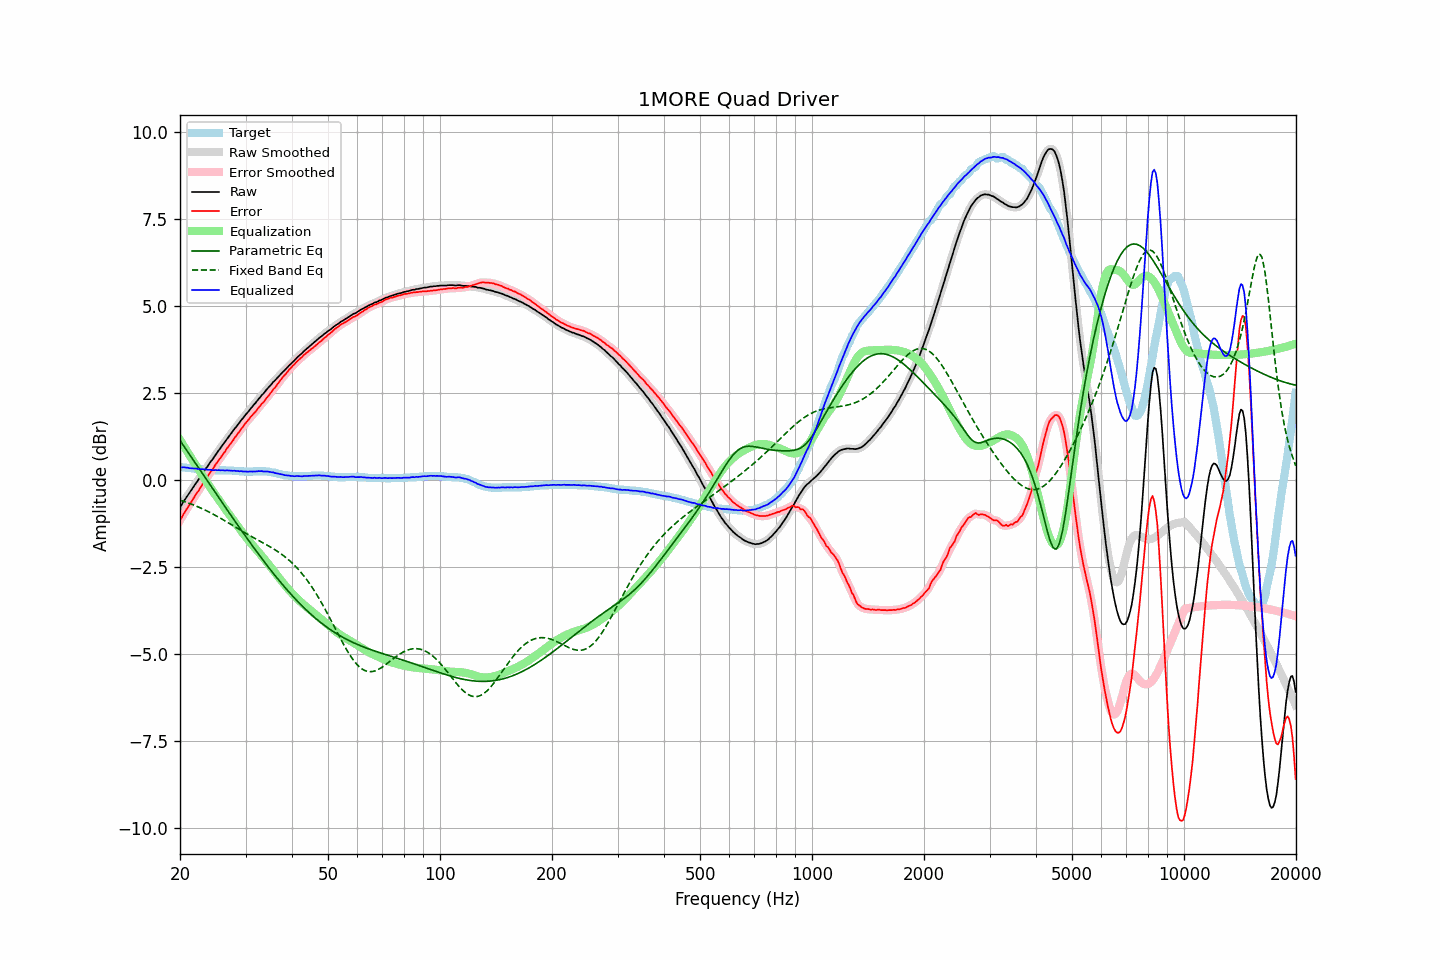 1MORE Quad Driver
Target
Raw Smoothed
Error Smoothed
Raw
Error
Equalization
Parametric Eq
Fixed Band Eq
Equalized
10.0
7.5
5.0
2.5
0.0
−2.5
−5.0
−7.5
−10.0
Amplitude (dBr)
20
50
100
200
500
1000
2000
5000
10000
20000
Frequency (Hz)